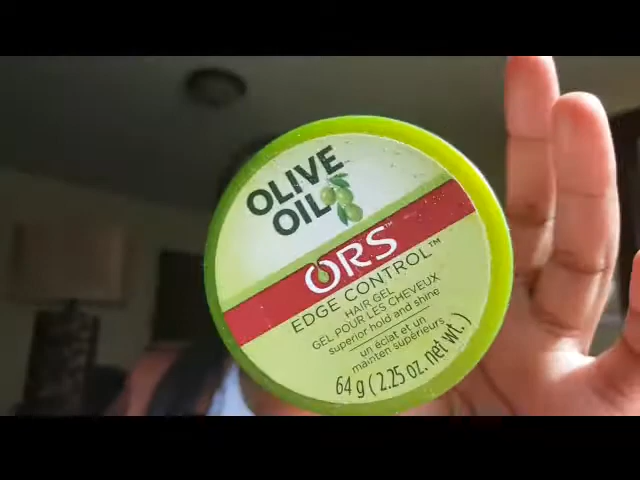 OLIVE
OIL
ORS
EDGE CONTROL™
HAIR GEL
GEL POUR LES CHEVEUX
superior hold and shine
un éclat et un
mainten supérieurs
64 g (2.25 oz. net wt.)